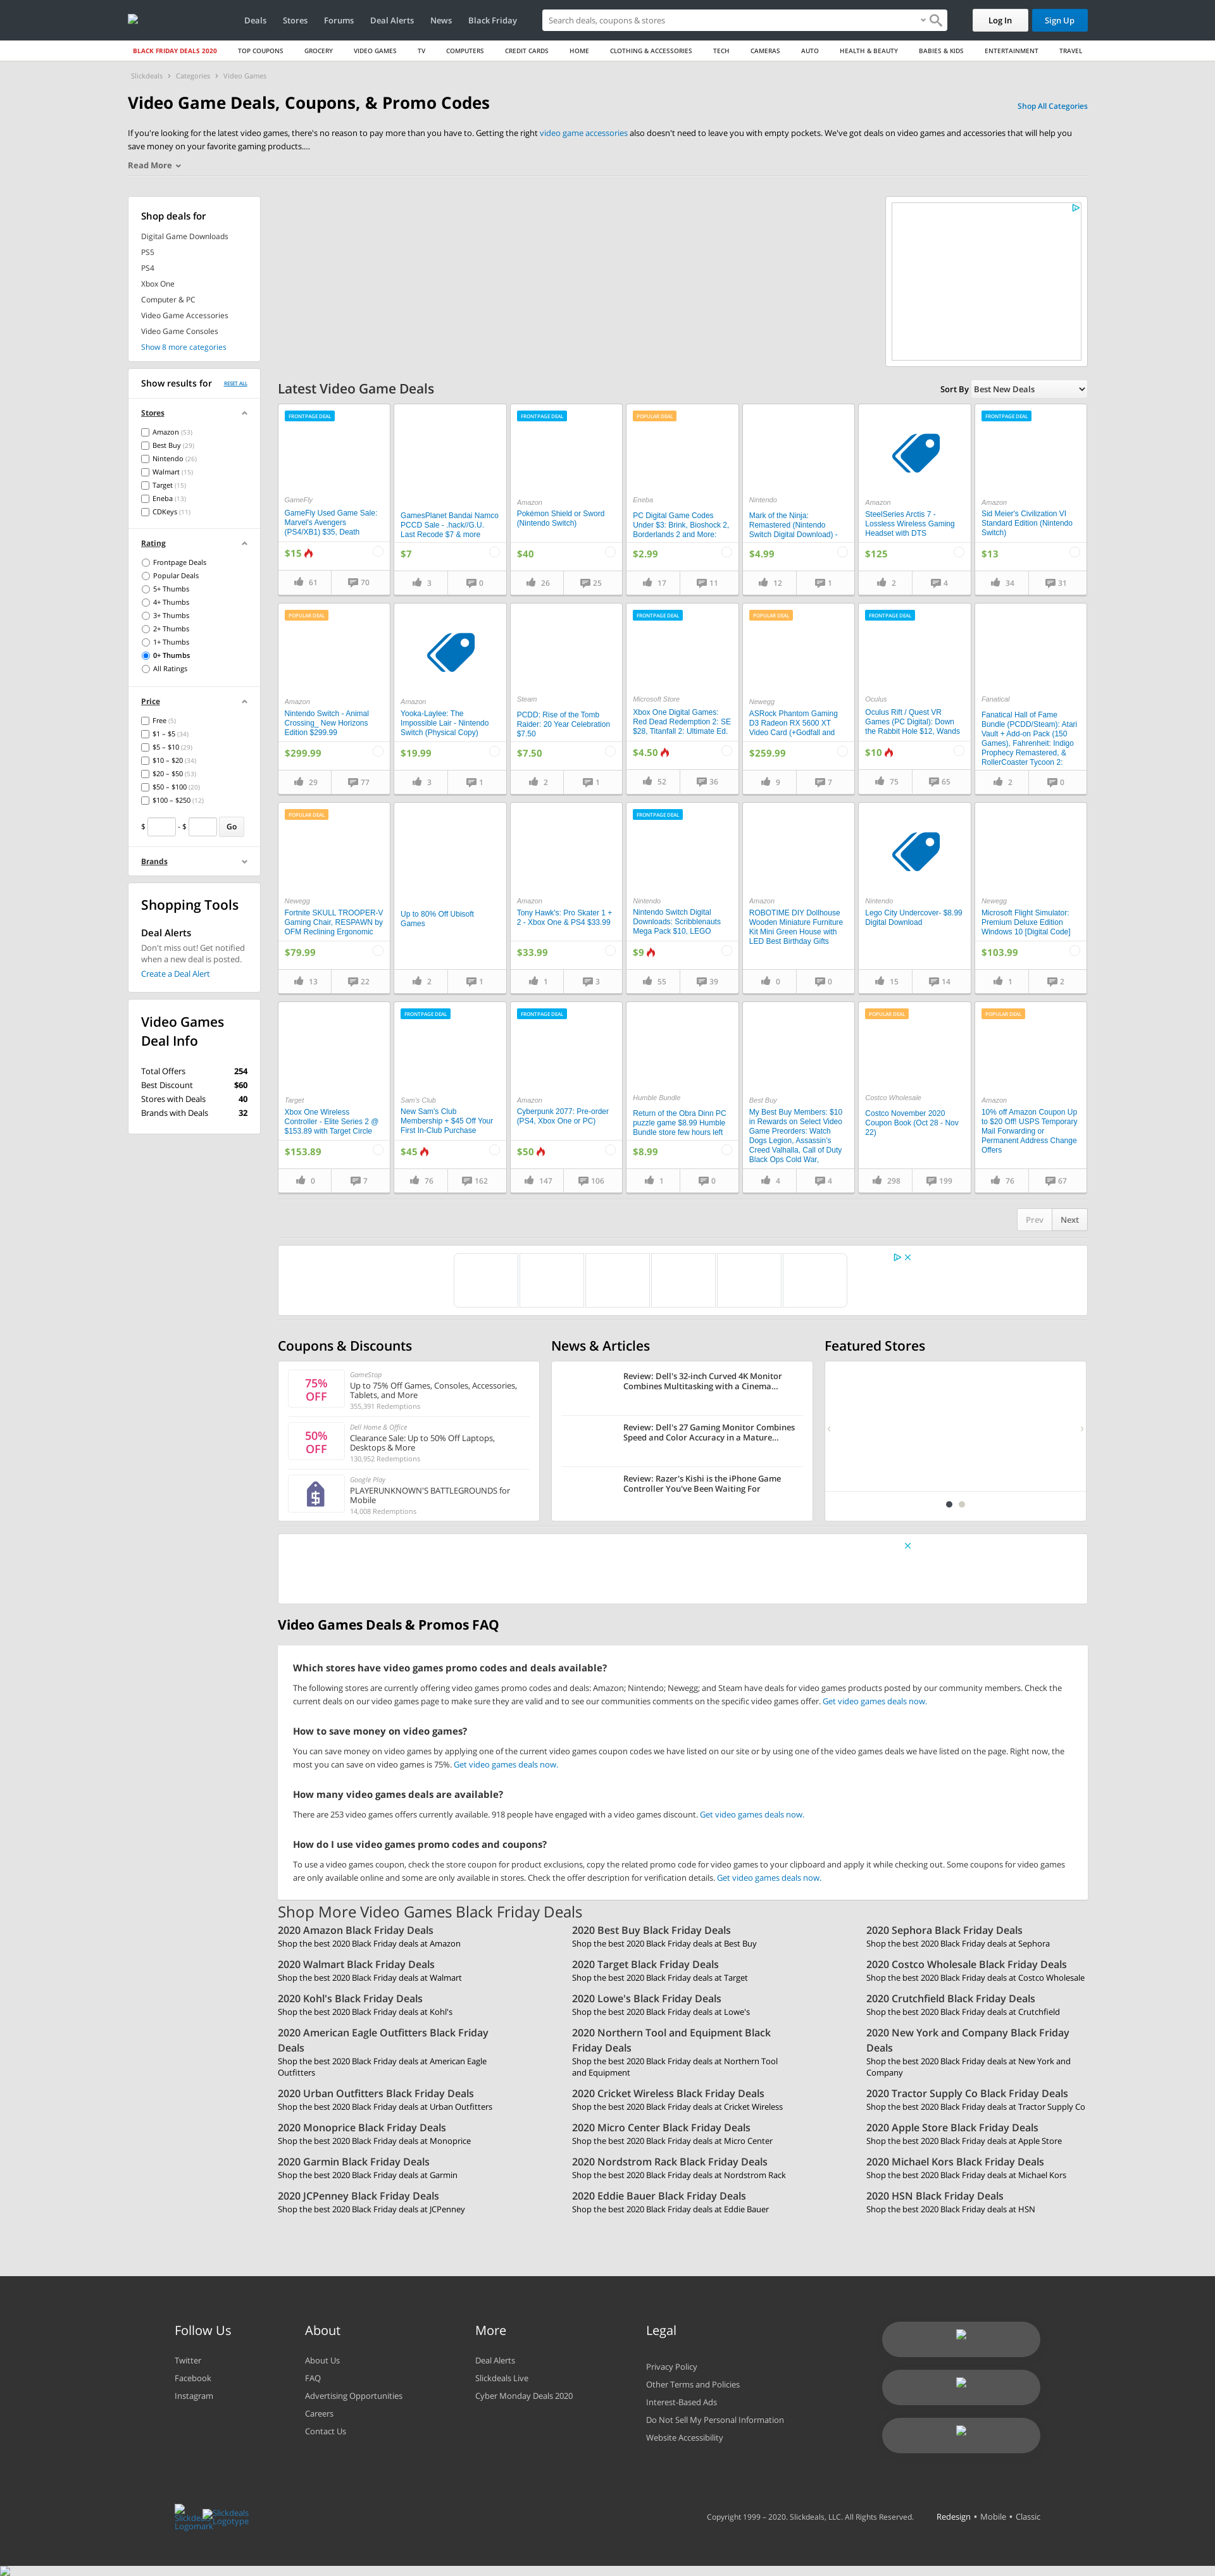 Deals Stores Forums Deal Alerts News Black Friday Search deals, coupons & stores Log In Sign Up
BLACK FRIDAY DEALS 2020 TOP COUPONS GROCERY VIDEO GAMES TV COMPUTERS CREDIT CARDS HOME CLOTHING & ACCESSORIES TECH CAMERAS AUTO HEALTH & BEAUTY BABIES & KIDS ENTERTAINMENT TRAVEL
Slickdeals > Categories > Video Games
Video Game Deals, Coupons, & Promo Codes
Shop All Categories
If you're looking for the latest video games, there's no reason to pay more than you have to. Getting the right video game accessories also doesn't need to leave you with empty pockets. We've got deals on video games and accessories that will help you
save money on your favorite gaming products....
Read More
Shop deals for
Digital Game Downloads
PS5
PS4
Xbox One
Computer & PC
Video Game Accessories
Video Game Consoles
Show 8 more categories
Show results for RESET ALL
Stores
Amazon (53)
Best Buy (29)
Nintendo (26)
Walmart (15)
Target (15)
Eneba (13)
CDKeys (11)
Rating
Frontpage Deals
Popular Deals
5+ Thumbs
4+ Thumbs
3+ Thumbs
2+ Thumbs
1+ Thumbs
0+ Thumbs
All Ratings
Price
Free (5)
$1 – $5 (34)
$5 – $10 (29)
$10 – $20 (34)
$20 – $50 (53)
$50 – $100 (20)
$100 – $250 (12)
$ - $ Go
Brands
Shopping Tools
Deal Alerts
Don't miss out! Get notified
when a new deal is posted.
Create a Deal Alert
Video Games
Deal Info
Total Offers 254
Best Discount $60
Stores with Deals 40
Brands with Deals 32
Latest Video Game Deals
Sort By Best New Deals
FRONTPAGE DEAL
GameFly
GameFly Used Game Sale:
Marvel's Avengers
(PS4/XB1) $35, Death
$15
61 70
GamesPlanet Bandai Namco
PCCD Sale - .hack//G.U.
Last Recode $7 & more
$7
3 0
FRONTPAGE DEAL
Amazon
Pokémon Shield or Sword
(Nintendo Switch)
$40
26 25
POPULAR DEAL
Eneba
PC Digital Game Codes
Under $3: Brink, Bioshock 2,
Borderlands 2 and More:
$2.99
17 11
Nintendo
Mark of the Ninja:
Remastered (Nintendo
Switch Digital Download) -
$4.99
12 1
Amazon
SteelSeries Arctis 7 -
Lossless Wireless Gaming
Headset with DTS
$125
2 4
FRONTPAGE DEAL
Amazon
Sid Meier's Civilization VI
Standard Edition (Nintendo
Switch)
$13
34 31
POPULAR DEAL
Amazon
Nintendo Switch - Animal
Crossing_ New Horizons
Edition $299.99
$299.99
29 77
Amazon
Yooka-Laylee: The
Impossible Lair - Nintendo
Switch (Physical Copy)
$19.99
3 1
Steam
PCDD: Rise of the Tomb
Raider: 20 Year Celebration
$7.50
$7.50
2 1
FRONTPAGE DEAL
Microsoft Store
Xbox One Digital Games:
Red Dead Redemption 2: SE
$28, Titanfall 2: Ultimate Ed.
$4.50
52 36
POPULAR DEAL
Newegg
ASRock Phantom Gaming
D3 Radeon RX 5600 XT
Video Card (+Godfall and
$259.99
9 7
FRONTPAGE DEAL
Oculus
Oculus Rift / Quest VR
Games (PC Digital): Down
the Rabbit Hole $12, Wands
$10
75 65
Fanatical
Fanatical Hall of Fame
Bundle (PCDD/Steam): Atari
Vault + Add-on Pack (150
Games), Fahrenheit: Indigo
Prophecy Remastered, &
RollerCoaster Tycoon 2:
2 0
POPULAR DEAL
Newegg
Fortnite SKULL TROOPER-V
Gaming Chair, RESPAWN by
OFM Reclining Ergonomic
$79.99
13 22
Up to 80% Off Ubisoft
Games
2 1
Amazon
Tony Hawk's: Pro Skater 1 +
2 - Xbox One & PS4 $33.99
$33.99
1 3
FRONTPAGE DEAL
Nintendo
Nintendo Switch Digital
Downloads: Scribblenauts
Mega Pack $10, LEGO
$9
55 39
Amazon
ROBOTIME DIY Dollhouse
Wooden Miniature Furniture
Kit Mini Green House with
LED Best Birthday Gifts
0 0
Nintendo
Lego City Undercover- $8.99
Digital Download
15 14
Newegg
Microsoft Flight Simulator:
Premium Deluxe Edition
Windows 10 [Digital Code]
$103.99
1 2
Target
Xbox One Wireless
Controller - Elite Series 2 @
$153.89 with Target Circle
$153.89
0 7
FRONTPAGE DEAL
Sam's Club
New Sam's Club
Membership + $45 Off Your
First In-Club Purchase
$45
76 162
FRONTPAGE DEAL
Amazon
Cyberpunk 2077: Pre-order
(PS4, Xbox One or PC)
$50
147 106
Humble Bundle
Return of the Obra Dinn PC
puzzle game $8.99 Humble
Bundle store few hours left
$8.99
1 0
Best Buy
My Best Buy Members: $10
in Rewards on Select Video
Game Preorders: Watch
Dogs Legion, Assassin's
Creed Valhalla, Call of Duty
Black Ops Cold War,
4 4
POPULAR DEAL
Costco Wholesale
Costco November 2020
Coupon Book (Oct 28 - Nov
22)
298 199
POPULAR DEAL
Amazon
10% off Amazon Coupon Up
to $20 Off! USPS Temporary
Mail Forwarding or
Permanent Address Change
Offers
76 67
Prev Next
Coupons & Discounts
75%
OFF
GameStop
Up to 75% Off Games, Consoles, Accessories,
Tablets, and More
355,391 Redemptions
50%
OFF
Dell Home & Office
Clearance Sale: Up to 50% Off Laptops,
Desktops & More
130,952 Redemptions
Google Play
PLAYERUNKNOWN'S BATTLEGROUNDS for
Mobile
14,008 Redemptions
News & Articles
Review: Dell's 32-inch Curved 4K Monitor
Combines Multitasking with a Cinema...
Review: Dell's 27 Gaming Monitor Combines
Speed and Color Accuracy in a Mature...
Review: Razer's Kishi is the iPhone Game
Controller You've Been Waiting For
Featured Stores
Video Games Deals & Promos FAQ
Which stores have video games promo codes and deals available?
The following stores are currently offering video games promo codes and deals: Amazon; Nintendo; Newegg; and Steam have deals for video games products posted by our community members. Check the
current deals on our video games page to make sure they are valid and to see our communities comments on the specific video games offer. Get video games deals now.
How to save money on video games?
You can save money on video games by applying one of the current video games coupon codes we have listed on our site or by using one of the video games deals we have listed on the page. Right now, the
most you can save on video games is 75%. Get video games deals now.
How many video games deals are available?
There are 253 video games offers currently available. 918 people have engaged with a video games discount. Get video games deals now.
How do I use video games promo codes and coupons?
To use a video games coupon, check the store coupon for product exclusions, copy the related promo code for video games to your clipboard and apply it while checking out. Some coupons for video games
are only available online and some are only available in stores. Check the offer description for verification details. Get video games deals now.
Shop More Video Games Black Friday Deals
2020 Amazon Black Friday Deals
Shop the best 2020 Black Friday deals at Amazon
2020 Best Buy Black Friday Deals
Shop the best 2020 Black Friday deals at Best Buy
2020 Sephora Black Friday Deals
Shop the best 2020 Black Friday deals at Sephora
2020 Walmart Black Friday Deals
Shop the best 2020 Black Friday deals at Walmart
2020 Target Black Friday Deals
Shop the best 2020 Black Friday deals at Target
2020 Costco Wholesale Black Friday Deals
Shop the best 2020 Black Friday deals at Costco Wholesale
2020 Kohl's Black Friday Deals
Shop the best 2020 Black Friday deals at Kohl's
2020 Lowe's Black Friday Deals
Shop the best 2020 Black Friday deals at Lowe's
2020 Crutchfield Black Friday Deals
Shop the best 2020 Black Friday deals at Crutchfield
2020 American Eagle Outfitters Black Friday
Deals
Shop the best 2020 Black Friday deals at American Eagle
Outfitters
2020 Northern Tool and Equipment Black
Friday Deals
Shop the best 2020 Black Friday deals at Northern Tool
and Equipment
2020 New York and Company Black Friday
Deals
Shop the best 2020 Black Friday deals at New York and
Company
2020 Urban Outfitters Black Friday Deals
Shop the best 2020 Black Friday deals at Urban Outfitters
2020 Cricket Wireless Black Friday Deals
Shop the best 2020 Black Friday deals at Cricket Wireless
2020 Tractor Supply Co Black Friday Deals
Shop the best 2020 Black Friday deals at Tractor Supply Co
2020 Monoprice Black Friday Deals
Shop the best 2020 Black Friday deals at Monoprice
2020 Micro Center Black Friday Deals
Shop the best 2020 Black Friday deals at Micro Center
2020 Apple Store Black Friday Deals
Shop the best 2020 Black Friday deals at Apple Store
2020 Garmin Black Friday Deals
Shop the best 2020 Black Friday deals at Garmin
2020 Nordstrom Rack Black Friday Deals
Shop the best 2020 Black Friday deals at Nordstrom Rack
2020 Michael Kors Black Friday Deals
Shop the best 2020 Black Friday deals at Michael Kors
2020 JCPenney Black Friday Deals
Shop the best 2020 Black Friday deals at JCPenney
2020 Eddie Bauer Black Friday Deals
Shop the best 2020 Black Friday deals at Eddie Bauer
2020 HSN Black Friday Deals
Shop the best 2020 Black Friday deals at HSN
Follow Us
Twitter
Facebook
Instagram
About
About Us
FAQ
Advertising Opportunities
Careers
Contact Us
More
Deal Alerts
Slickdeals Live
Cyber Monday Deals 2020
Legal
Privacy Policy
Other Terms and Policies
Interest-Based Ads
Do Not Sell My Personal Information
Website Accessibility
Slickdeals
Logomark
Slickdeals
Logotype
Copyright 1999 – 2020. Slickdeals, LLC. All Rights Reserved. Redesign • Mobile • Classic